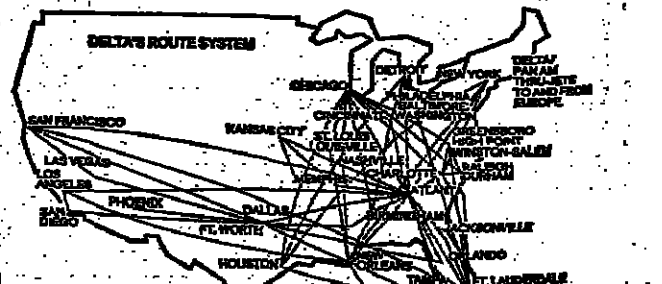 DELTA'S ROUTE SYSTEM
DETROIT
NEW YORK
DELTA/
PAN AM
THRU-JETS
TO AND FROM
EUROPE
CHICAGO
PHILADELPHIA
BALTIMORE
WASHINGTON
CINCINNATI
SAN FRANCISCO
KANSAS CITY
ST. LOUIS
LOUISVILLE
GREENSBORO
HIGH POINT
WINSTON-SALEM
NASHVILLE
LAS VEGAS
RALEIGH
DURHAM
LOS
ANGELES
MEMPHIS
CHARLOTTE
ATLANTA
PHOENIX
DALLAS
SAN
DIEGO
BIRMINGHAM
FT. WORTH
JACKSONVILLE
HOUSTON
NEW
ORLEANS
ORLANDO
TAMPA
FT. LAUDERDALE